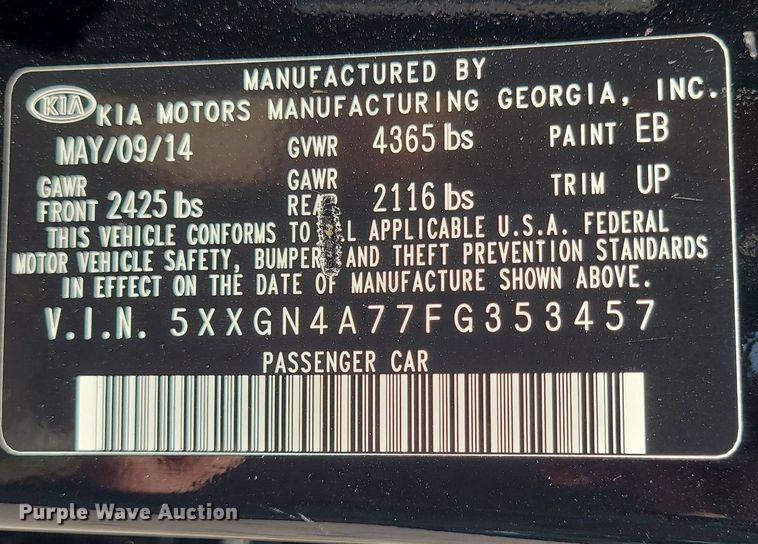 MANUFACTURED BY
KIA KIA MOTORS MANUFACTURING GEORGIA, INC.
MAY/09/14 GVWR 4365 lbs PAINT EB
GAWR FRONT 2425 lbs GAWR 2116 lbs TRIM UP
THIS VEHICLE CONFORMS TO APPLICABLE U.S.A. FEDERAL
MOTOR VEHICLE SAFETY, BUMPER AND THEFT PREVENTION STANDARDS
IN EFFECT ON THE DATE OF MANUFACTURE SHOWN ABOVE.
V.I.N. 5XXGN4A77FG353457
PASSENGER CAR
Purple Wave Auction